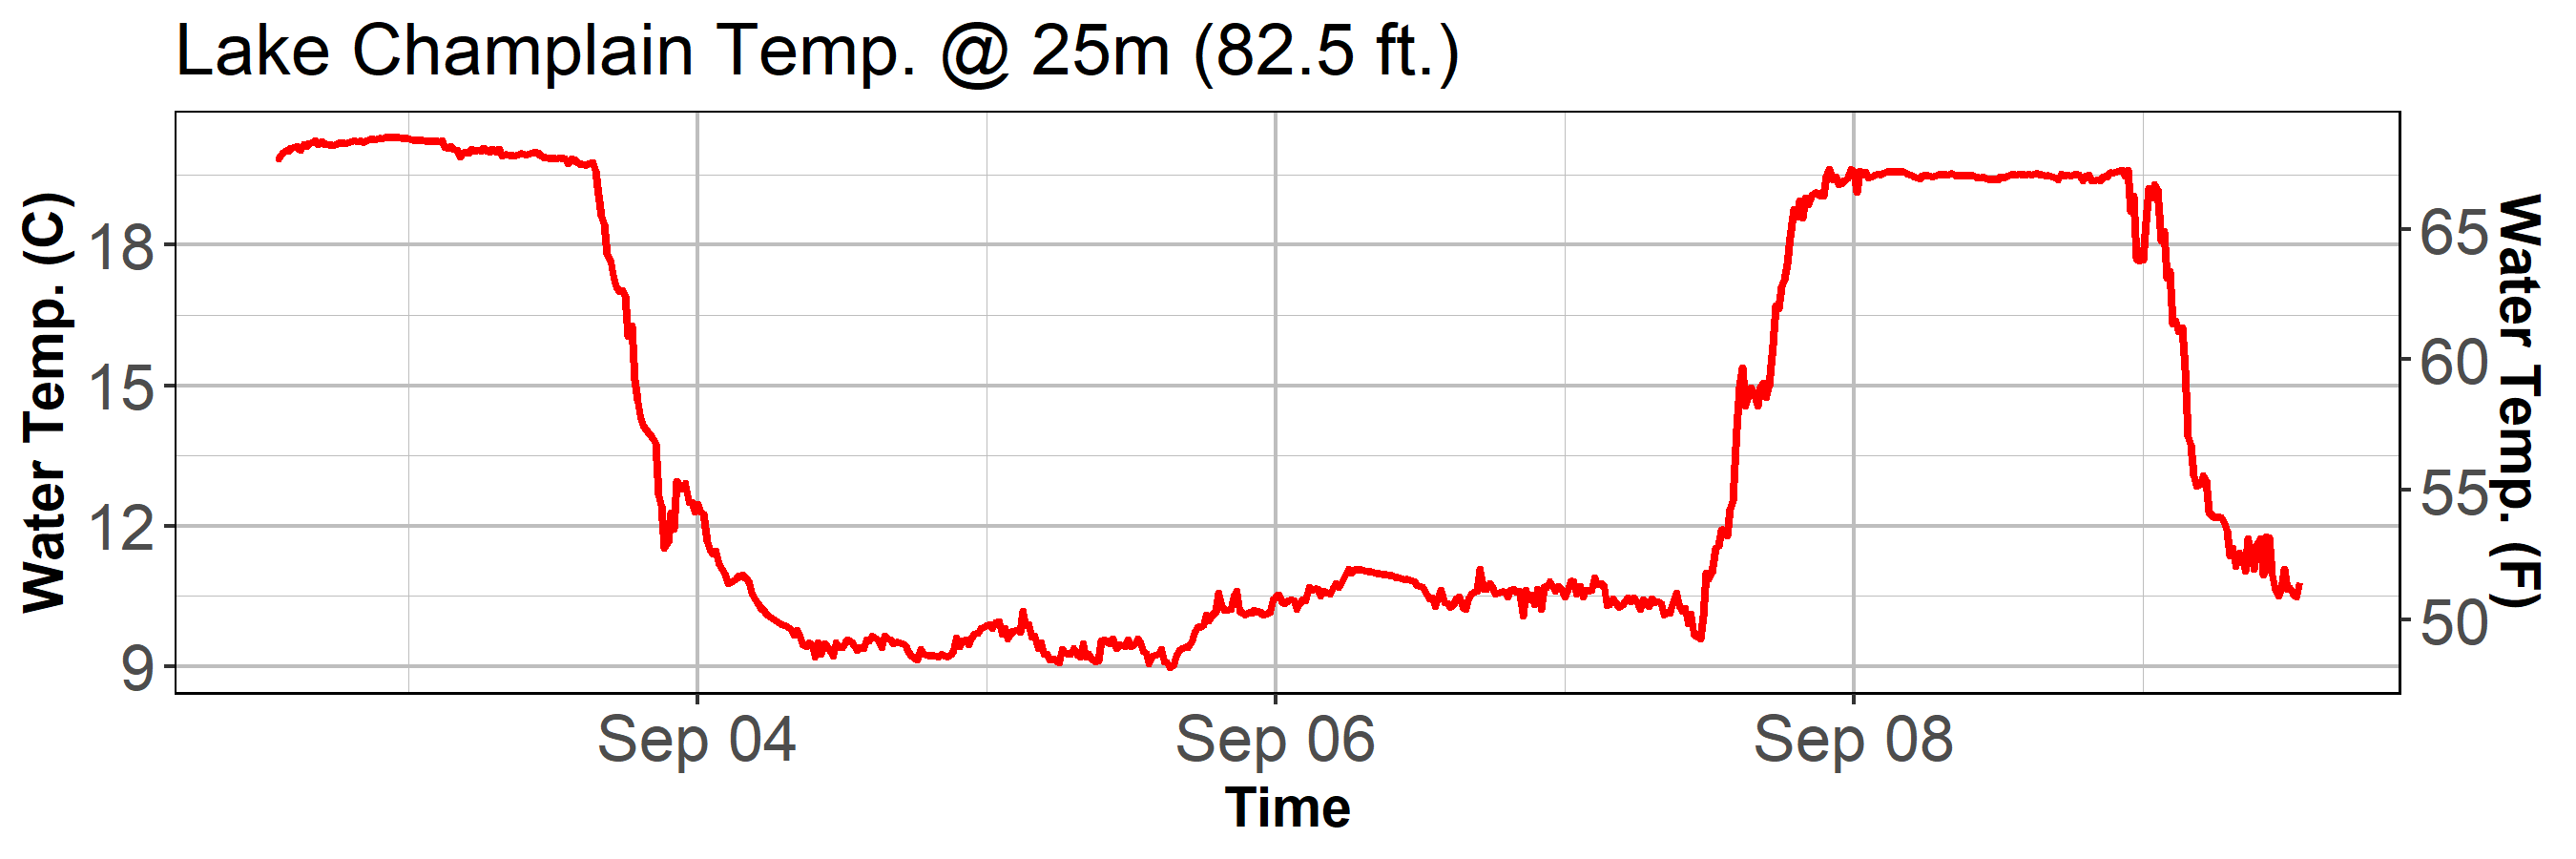 Lake Champlain Temp. @ 25m (82.5 ft.)
Water Temp. (C)
18
15
12
9
65
60
55
50
Water Temp. (F)
Sep 04 Sep 06 Sep 08
Time